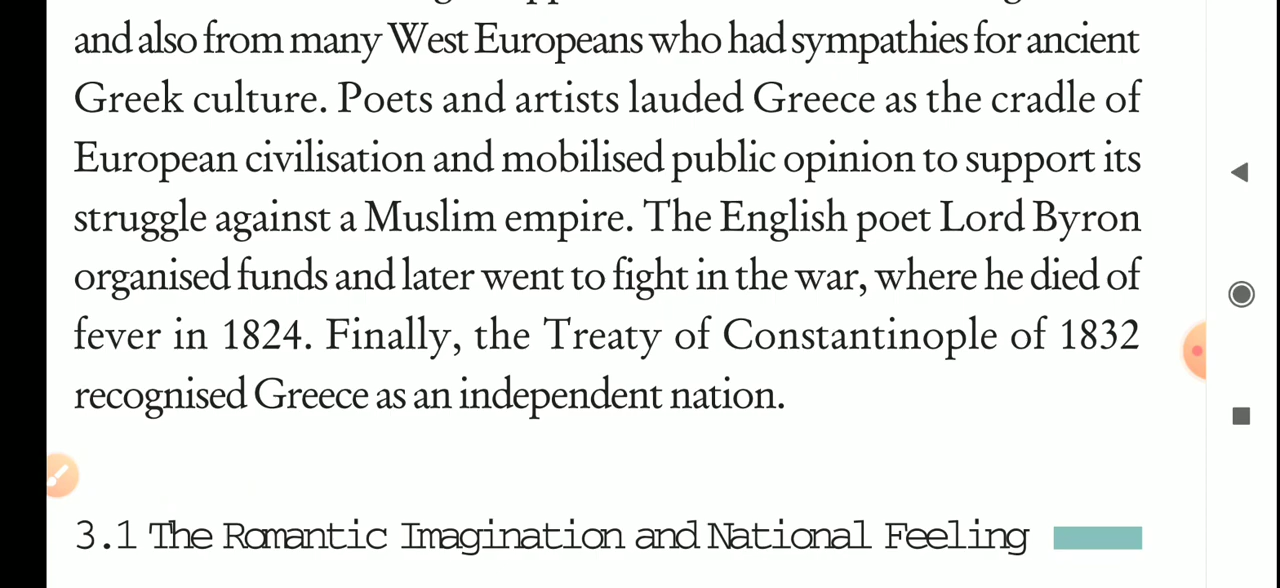 and also from many West Europeans who had sympathies for ancient
Greek culture. Poets and artists lauded Greece as the cradle of
European civilisation and mobilised public opinion to support its
struggle against a Muslim empire. The English poet Lord Byron
organised funds and later went to fight in the war, where he died of
fever in 1824. Finally, the Treaty of Constantinople of 1832
recognised Greece as an independent nation.
3.1 The Romantic Imagination and National Feeling